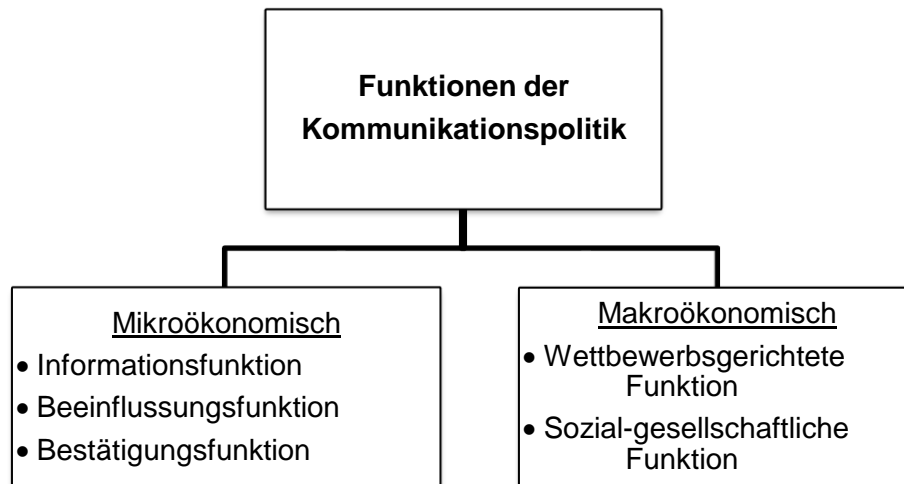 Funktionen der
Kommunikationspolitik
Mikroökonomisch
• Informationsfunktion
• Beeinflussungsfunktion
• Bestätigungsfunktion
Makroökonomisch
• Wettbewerbsgerichtete
Funktion
• Sozial-gesellschaftliche
Funktion